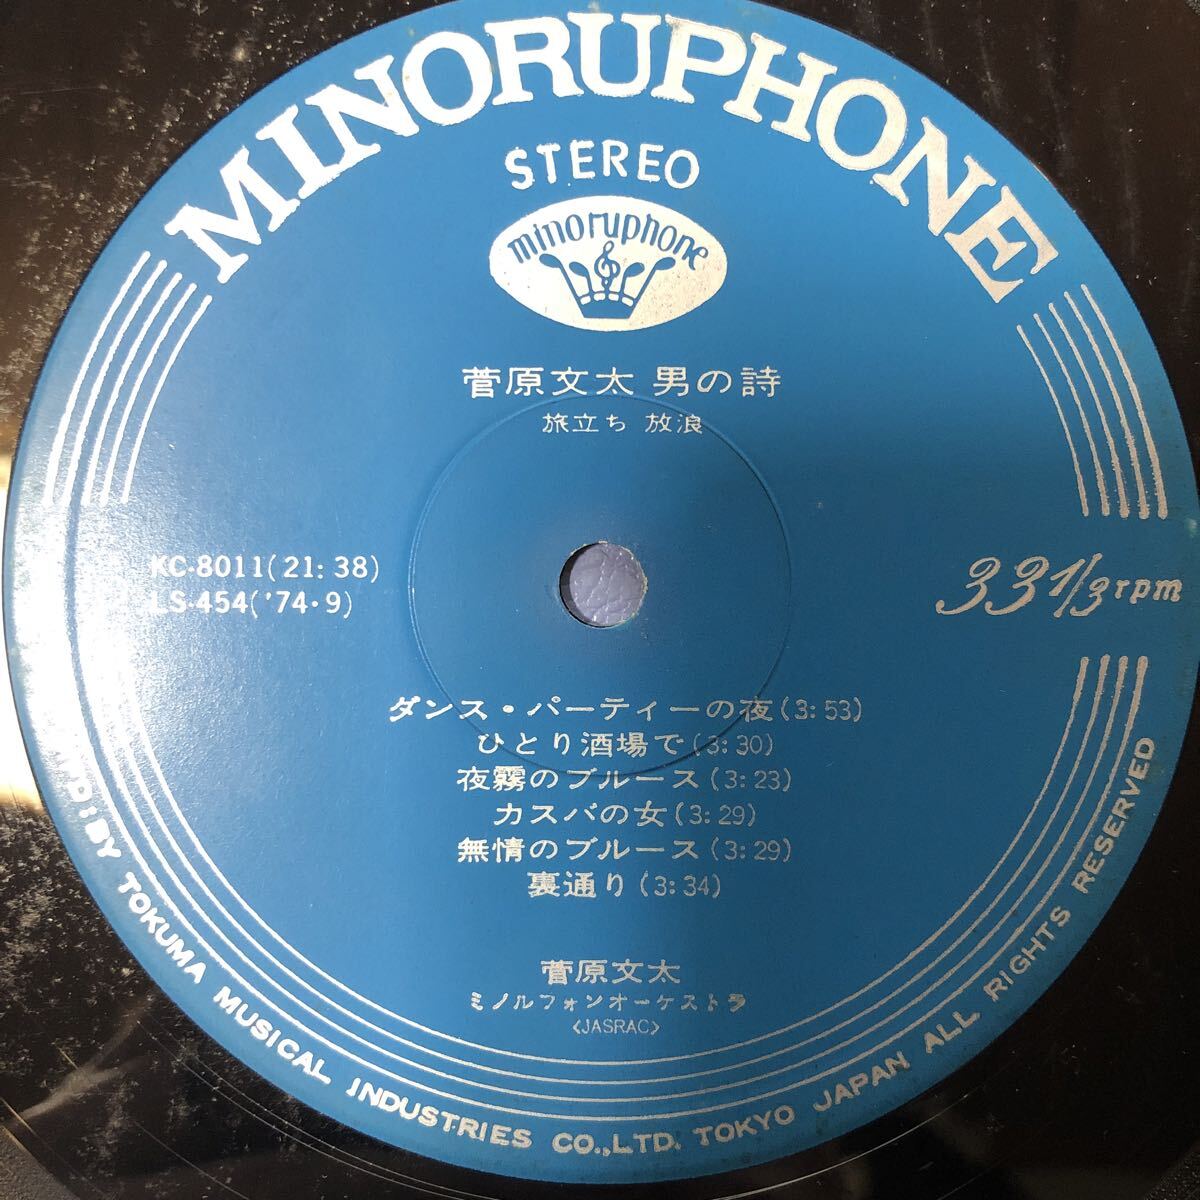 MINORUPHONE
STEREO
minoruphone
菅原文太 男の詩
旅立ち 放浪
KC-8011(21:38)
LS-454('74・9)
33 1/3 rpm
ダンス・パーティーの夜(3:53)
ひとり酒場で(3:30)
夜霧のブルース(3:23)
カスバの女(3:29)
無情のブルース(3:29)
裏通り(3:34)
菅原文太
ミノルフォンオーケストラ
<JASRAC>
BY TOKUMA MUSICAL INDUSTRIES CO.,LTD. TOKYO JAPAN ALL RIGHTS RESERVED